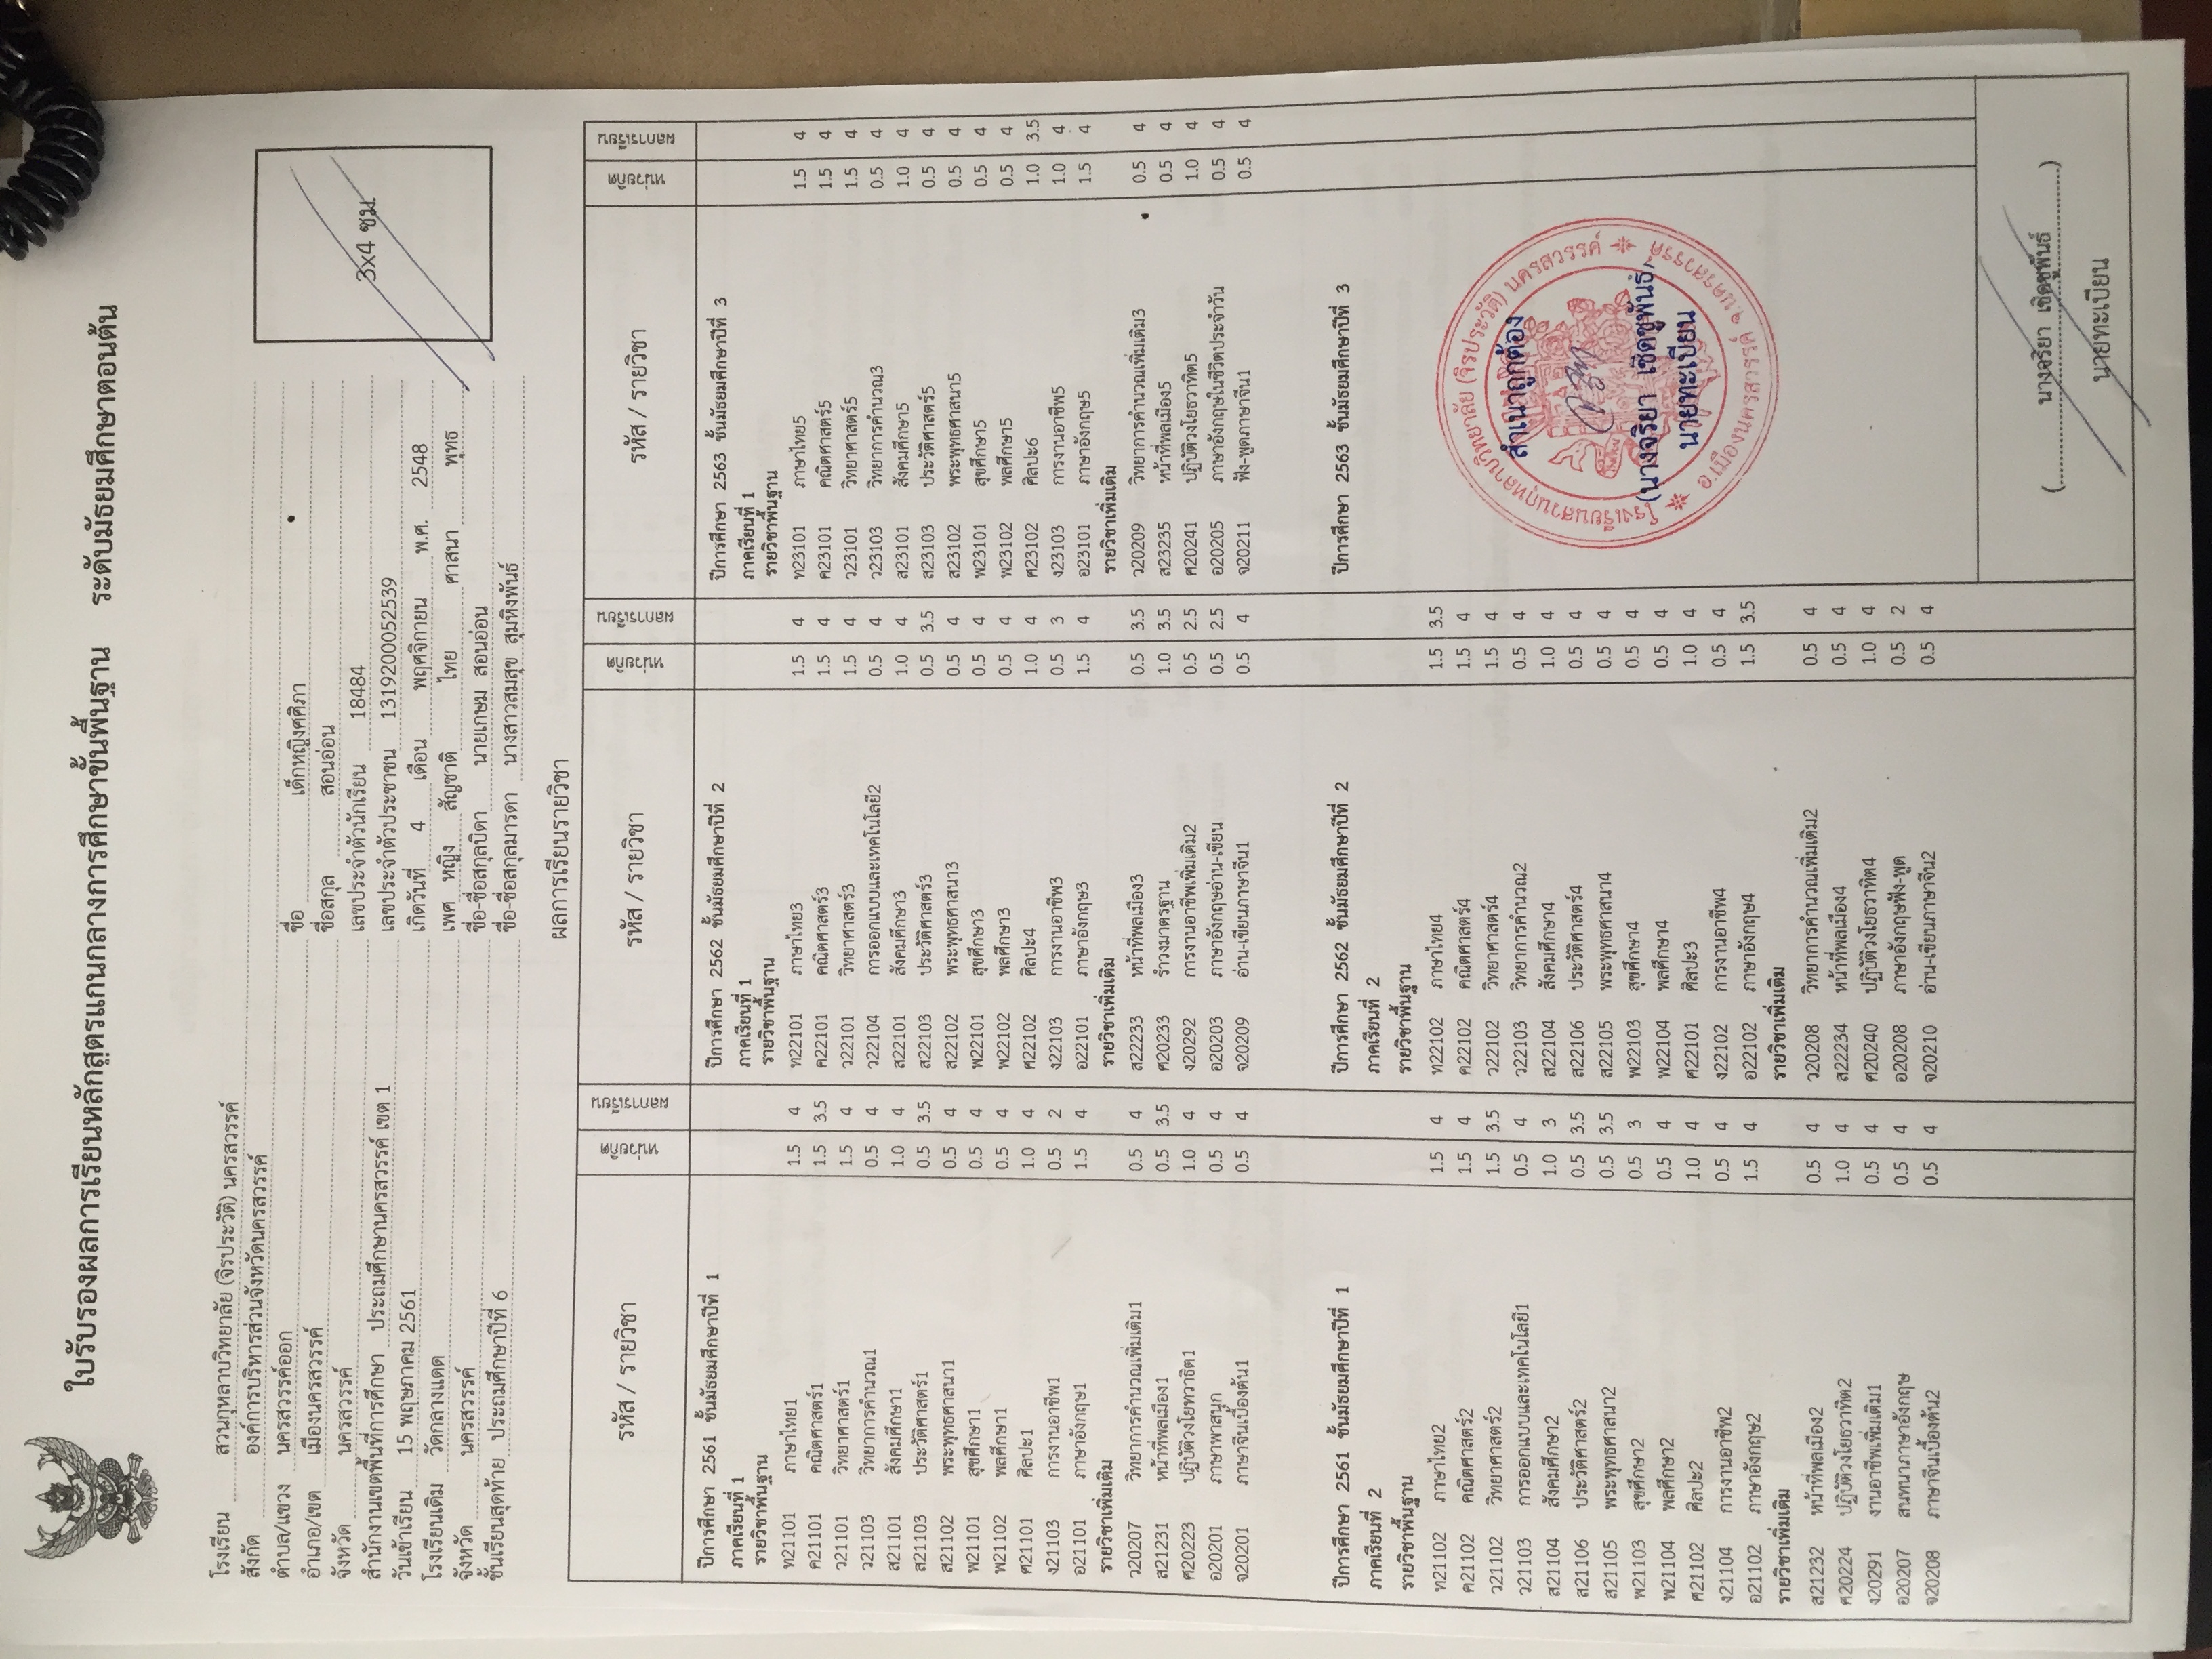 ใบรับรองผลการเรียนหลักสูตรแกนกลางการศึกษาขั้นพื้นฐาน ระดับมัธยมศึกษาตอนต้น
โรงเรียน สวนกุหลาบวิทยาลัย (จิรประวัติ) นครสวรรค์
สังกัด องค์การบริหารส่วนจังหวัดนครสวรรค์
ตำบล/แขวง นครสวรรค์ออก
อำเภอ/เขต เมืองนครสวรรค์
จังหวัด นครสวรรค์
สำนักงานเขตพื้นที่การศึกษา ประถมศึกษานครสวรรค์ เขต 1
วันเข้าเรียน 15 พฤษภาคม 2561
โรงเรียนเดิม วัดกลางแดด
จังหวัด นครสวรรค์
ชั้นเรียนสุดท้าย ประถมศึกษาปีที่ 6
ชื่อ เด็กหญิงศศิภา
ชื่อสกุล สอนอ่อน
เลขประจำตัวนักเรียน 18484
เลขประจำตัวประชาชน 1319200052539
เกิดวันที่ 4 เดือน พฤศจิกายน พ.ศ. 2548
เพศ หญิง สัญชาติ ไทย ศาสนา พุทธ
ชื่อ-ชื่อสกุลบิดา นายเกษม สอนอ่อน
ชื่อ-ชื่อสกุลมารดา นางสาวสมสุข สุมหิงพันธ์
3x4 ซม.
ผลการเรียนรายวิชา
รหัส / รายวิชา หน่วยกิต ผลการเรียน
ปีการศึกษา 2561 ชั้นมัธยมศึกษาปีที่ 1
ภาคเรียนที่ 1
รายวิชาพื้นฐาน
ท21101 ภาษาไทย1 1.5 4
ค21101 คณิตศาสตร์1 1.5 3.5
ว21101 วิทยาศาสตร์1 1.5 4
ว21103 วิทยาการคำนวณ1 0.5 4
ส21101 สังคมศึกษา1 1.0 4
ส21103 ประวัติศาสตร์1 0.5 3.5
ส21102 พระพุทธศาสนา1 0.5 4
พ21101 สุขศึกษา1 0.5 4
พ21102 พลศึกษา1 0.5 4
ศ21101 ศิลปะ1 1.0 4
ง21103 การงานอาชีพ1 0.5 2
อ21101 ภาษาอังกฤษ1 1.5 4
รายวิชาเพิ่มเติม
ว20207 วิทยาการคำนวณเพิ่มเติม1 0.5 4
ส21231 หน้าที่พลเมือง1 0.5 3.5
ศ20223 ปฏิบัติวงโยทวาธิต1 1.0 4
อ20201 ภาษาพาสนุก 0.5 4
จ20201 ภาษาจีนเบื้องต้น1 0.5 4
ปีการศึกษา 2561 ชั้นมัธยมศึกษาปีที่ 1
ภาคเรียนที่ 2
รายวิชาพื้นฐาน
ท21102 ภาษาไทย2 1.5 4
ค21102 คณิตศาสตร์2 1.5 4
ว21102 วิทยาศาสตร์2 1.5 3.5
ว21103 การออกแบบและเทคโนโลยี1 0.5 4
ส21104 สังคมศึกษา2 1.0 3
ส21106 ประวัติศาสตร์2 0.5 3.5
ส21105 พระพุทธศาสนา2 0.5 3.5
พ21103 สุขศึกษา2 0.5 3
พ21104 พลศึกษา2 0.5 4
ศ21102 ศิลปะ2 1.0 4
ง21104 การงานอาชีพ2 0.5 4
อ21102 ภาษาอังกฤษ2 1.5 4
รายวิชาเพิ่มเติม
ส21232 หน้าที่พลเมือง2 0.5 4
ศ20224 ปฏิบัติวงโยธวาทิต2 1.0 4
ง20291 งานอาชีพเพิ่มเติม1 0.5 4
อ20207 สนทนาภาษาอังกฤษ 0.5 4
จ20208 ภาษาจีนเบื้องต้น2 0.5 4
รหัส / รายวิชา หน่วยกิต ผลการเรียน
ปีการศึกษา 2562 ชั้นมัธยมศึกษาปีที่ 2
ภาคเรียนที่ 1
รายวิชาพื้นฐาน
ท22101 ภาษาไทย3 1.5 4
ค22101 คณิตศาสตร์3 1.5 4
ว22101 วิทยาศาสตร์3 1.5 4
ว22104 การออกแบบและเทคโนโลยี2 0.5 4
ส22101 สังคมศึกษา3 1.0 4
ส22103 ประวัติศาสตร์3 0.5 3.5
ส22102 พระพุทธศาสนา3 0.5 4
พ22101 สุขศึกษา3 0.5 4
พ22102 พลศึกษา3 0.5 4
ศ22102 ศิลปะ4 1.0 4
ง22103 การงานอาชีพ3 0.5 3
อ22101 ภาษาอังกฤษ3 1.5 4
รายวิชาเพิ่มเติม
ส22233 หน้าที่พลเมือง3 0.5 3.5
ศ20233 รำวงมาตรฐาน 1.0 3.5
ง20292 การงานอาชีพเพิ่มเติม2 0.5 2.5
อ20203 ภาษาอังกฤษอ่าน-เขียน 0.5 2.5
จ20209 อ่าน-เขียนภาษาจีน1 0.5 4
ปีการศึกษา 2562 ชั้นมัธยมศึกษาปีที่ 2
ภาคเรียนที่ 2
รายวิชาพื้นฐาน
ท22102 ภาษาไทย4 1.5 3.5
ค22102 คณิตศาสตร์4 1.5 4
ว22102 วิทยาศาสตร์4 1.5 4
ว22103 วิทยาการคำนวณ2 0.5 4
ส22104 สังคมศึกษา4 1.0 4
ส22106 ประวัติศาสตร์4 0.5 4
ส22105 พระพุทธศาสนา4 0.5 4
พ22103 สุขศึกษา4 0.5 4
พ22104 พลศึกษา4 0.5 4
ศ22101 ศิลปะ3 1.0 4
ง22102 การงานอาชีพ4 0.5 4
อ22102 ภาษาอังกฤษ4 1.5 3.5
รายวิชาเพิ่มเติม
ว20208 วิทยาการคำนวณเพิ่มเติม2 0.5 4
ส22234 หน้าที่พลเมือง4 0.5 4
ศ20240 ปฏิบัติวงโยธวาทิต4 1.0 4
อ20208 ภาษาอังกฤษฟัง-พูด 0.5 2
จ20210 อ่าน-เขียนภาษาจีน2 0.5 4
รหัส / รายวิชา หน่วยกิต ผลการเรียน
ปีการศึกษา 2563 ชั้นมัธยมศึกษาปีที่ 3
ภาคเรียนที่ 1
รายวิชาพื้นฐาน
ท23101 ภาษาไทย5 1.5 4
ค23101 คณิตศาสตร์5 1.5 4
ว23101 วิทยาศาสตร์5 1.5 4
ว23103 วิทยาการคำนวณ3 0.5 4
ส23101 สังคมศึกษา5 1.0 4
ส23103 ประวัติศาสตร์5 0.5 4
ส23102 พระพุทธศาสนา5 0.5 4
พ23101 สุขศึกษา5 0.5 4
พ23102 พลศึกษา5 0.5 4
ศ23102 ศิลปะ6 1.0 3.5
ง23103 การงานอาชีพ5 1.0 4
อ23101 ภาษาอังกฤษ5 1.5 4
รายวิชาเพิ่มเติม
ว20209 วิทยาการคำนวณเพิ่มเติม3 0.5 4
ส23235 หน้าที่พลเมือง5 0.5 4
ศ20241 ปฏิบัติวงโยธวาทิต5 1.0 4
อ20205 ภาษาอังกฤษในชีวิตประจำวัน 0.5 4
จ20211 ฟัง-พูดภาษาจีน1 0.5 4
ปีการศึกษา 2563 ชั้นมัธยมศึกษาปีที่ 3
โรงเรียนสวนกุหลาบวิทยาลัย (จิรประวัติ) นครสวรรค์
สำเนาถูกต้อง
(นางจริยา เชิดชูพันธ์)
นายทะเบียน
อ.เมืองนครสวรรค์ จ.นครสวรรค์
(นางจริยา เชิดชูพันธ์)
นายทะเบียน